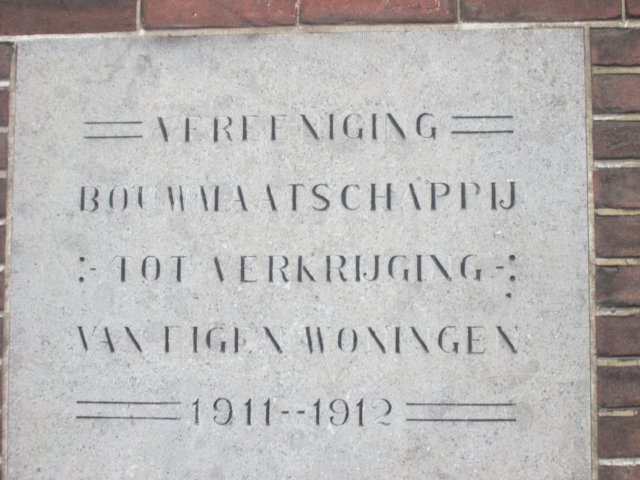 VEREENIGING
BOUWMAATSCHAPPIJ
TOT VERKRIJGING
VAN EIGEN WONINGEN
1911--1912